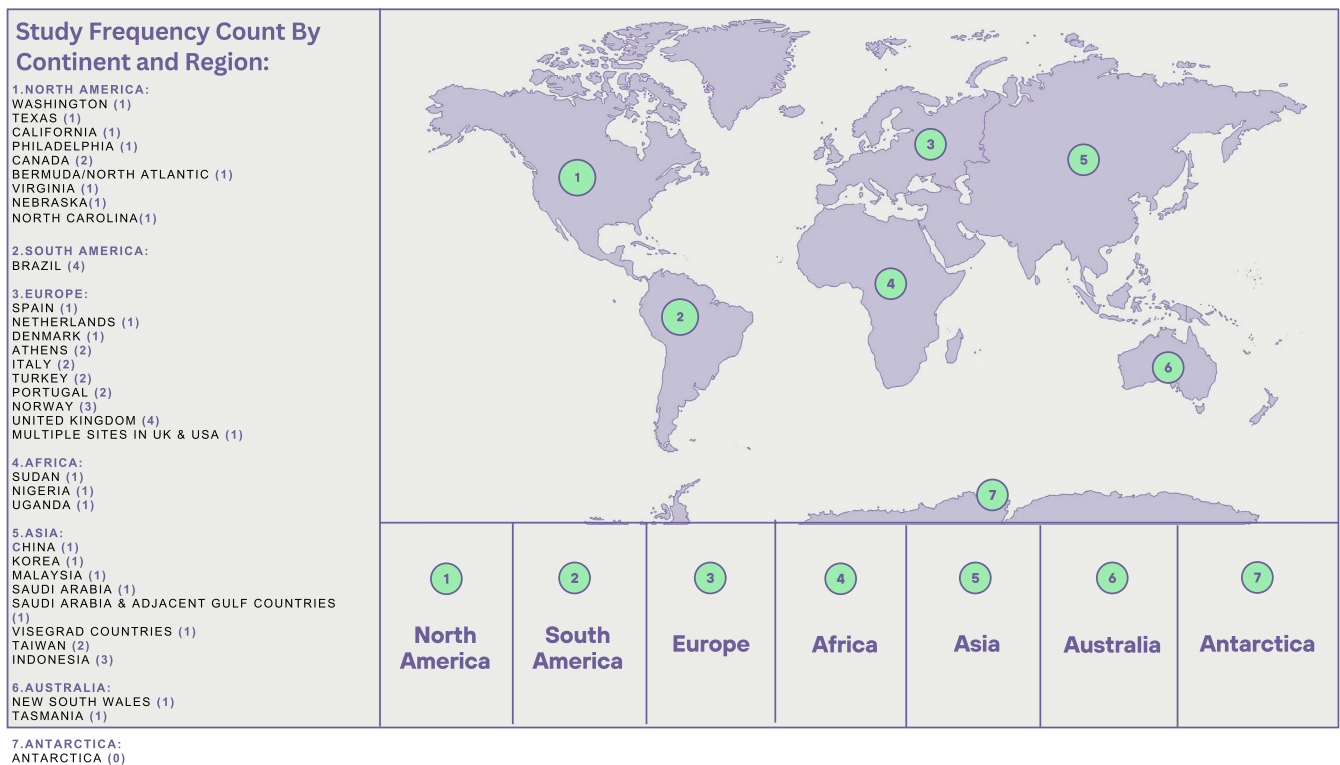 Study Frequency Count By
Continent and Region:
1.NORTH AMERICA:
WASHINGTON (1)
TEXAS (1)
CALIFORNIA (1)
PHILADELPHIA (1)
CANADA (2)
BERMUDA/NORTH ATLANTIC (1)
VIRGINIA (1)
NEBRASKA(1)
NORTH CAROLINA(1)
2.SOUTH AMERICA:
BRAZIL (4)
3.EUROPE:
SPAIN (1)
NETHERLANDS (1)
DENMARK (1)
ATHENS (2)
ITALY (2)
TURKEY (2)
PORTUGAL (2)
NORWAY (3)
UNITED KINGDOM (4)
MULTIPLE SITES IN UK & USA (1)
4.AFRICA:
SUDAN (1)
NIGERIA (1)
UGANDA (1)
5.ASIA:
CHINA (1)
KOREA (1)
MALAYSIA (1)
SAUDI ARABIA (1)
SAUDI ARABIA & ADJACENT GULF COUNTRIES
(1)
VISEGRAD COUNTRIES (1)
TAIWAN (2)
INDONESIA (3)
6.AUSTRALIA:
NEW SOUTH WALES (1)
TASMANIA (1)
7.ANTARCTICA:
ANTARCTICA (0)
1
2
3
4
5
6
7
1
North
America
2
South
America
3
Europe
4
Africa
5
Asia
6
Australia
7
Antarctica